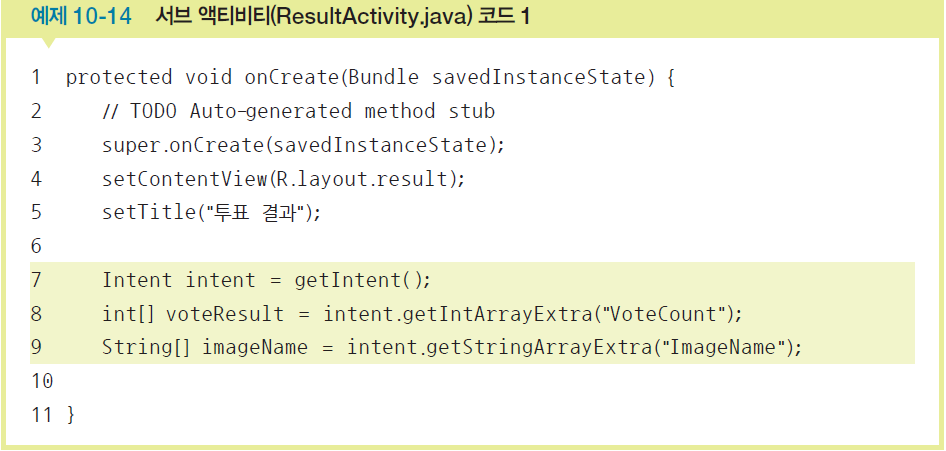 예제 10-14 서브 액티비티(ResultActivity.java) 코드 1
1 protected void onCreate(Bundle savedInstanceState) {
2 // TODO Auto-generated method stub
3 super.onCreate(savedInstanceState);
4 setContentView(R.layout.result);
5 setTitle("투표 결과");
6
7 Intent intent = getIntent();
8 int[] voteResult = intent.getIntArrayExtra("VoteCount");
9 String[] imageName = intent.getStringArrayExtra("ImageName");
10
11 }